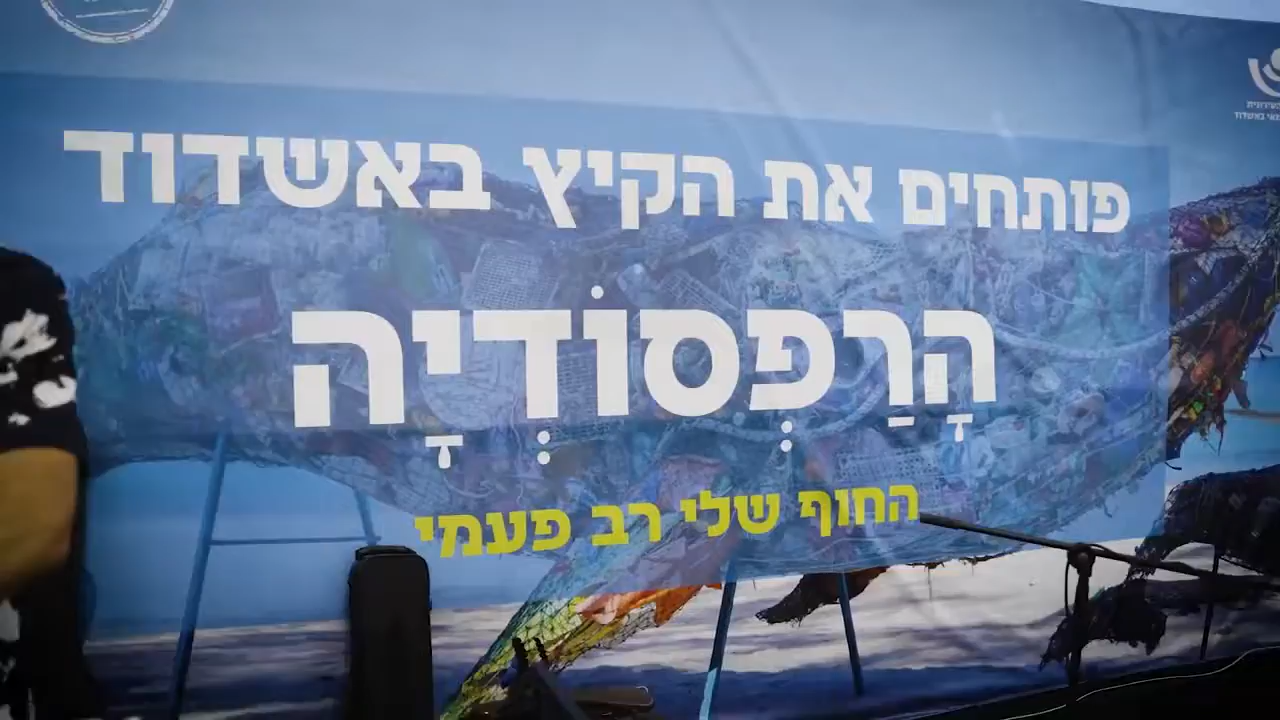 פותחים את הקיץ באשדוד
הָרַפְּסוֹדְיָה
החוף שלי רב פעמי